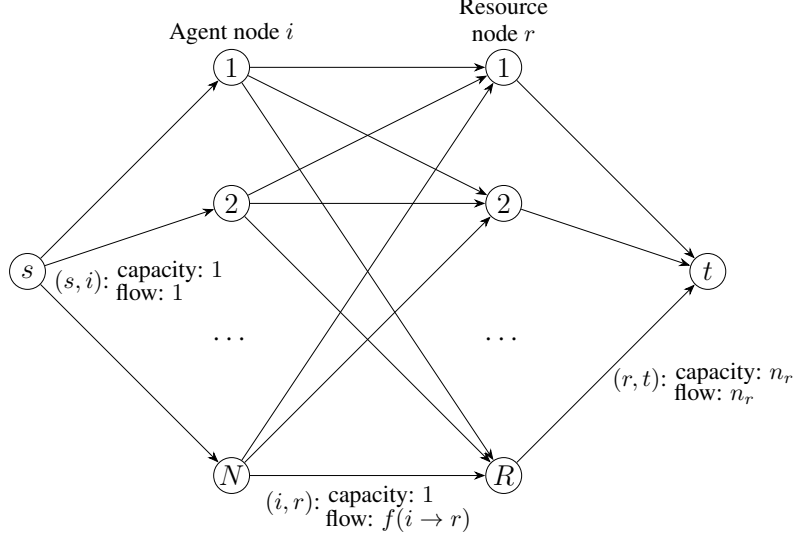 Resource
Agent node i
node r
1
1
2
2
s
t
(s, i): capacity: 1
flow: 1
...
...
(r, t): capacity: n_r
flow: n_r
N
R
(i, r): capacity: 1
flow: f(i → r)